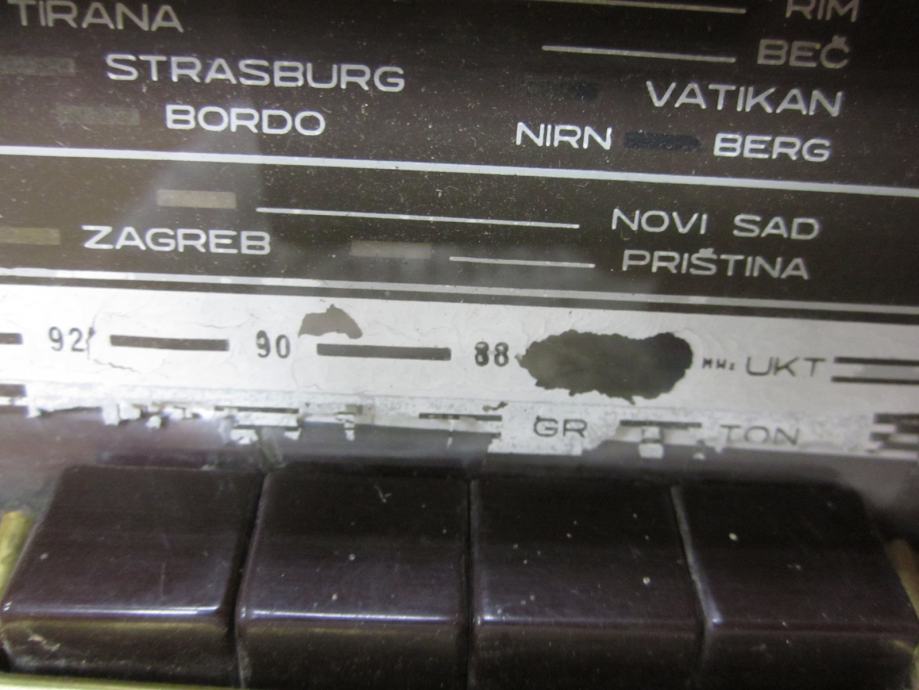 TIRANA RIM
BEČ
STRASBURG VATIKAN
BORDO NIRN BERG
NOVI SAD
ZAGREB PRIŠTINA
92 90 88 MHz UKT
GR TON